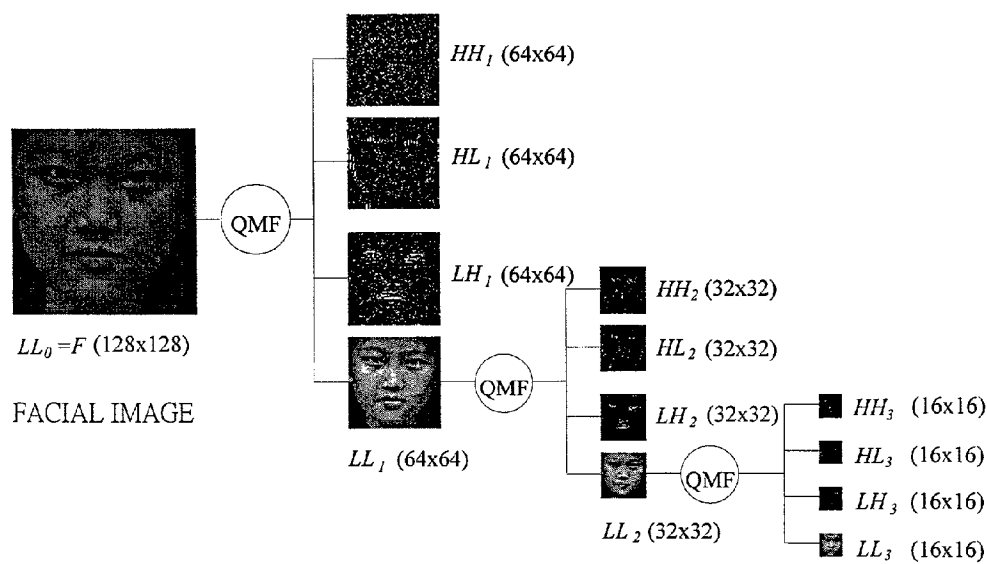 HH1 (64x64)
HL1 (64x64)
QMF
LH1 (64x64)
HH2 (32x32)
LL0 =F (128x128)
HL2 (32x32)
QMF
FACIAL IMAGE
LH2 (32x32)
HH3 (16x16)
LL1 (64x64)
HL3 (16x16)
QMF
LH3 (16x16)
LL2 (32x32)
LL3 (16x16)